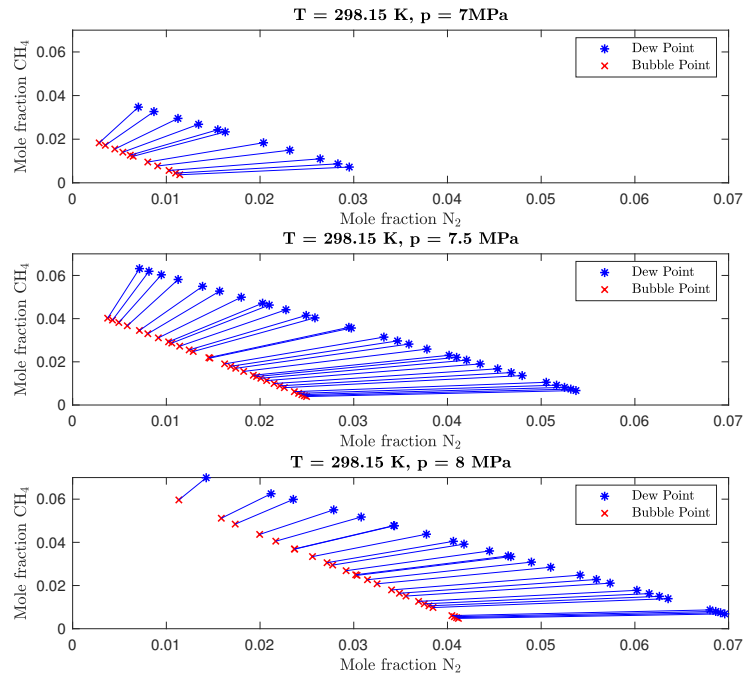 T = 298.15 K, p = 7MPa
Mole fraction CH4
0.06
0.04
0.02
0
Dew Point
Bubble Point
0 0.01 0.02 0.03 0.04 0.05 0.06 0.07
Mole fraction N2
T = 298.15 K, p = 7.5 MPa
Mole fraction CH4
0.06
0.04
0.02
0
Dew Point
Bubble Point
0 0.01 0.02 0.03 0.04 0.05 0.06 0.07
Mole fraction N2
T = 298.15 K, p = 8 MPa
Mole fraction CH4
0.06
0.04
0.02
0
Dew Point
Bubble Point
0 0.01 0.02 0.03 0.04 0.05 0.06 0.07
Mole fraction N2